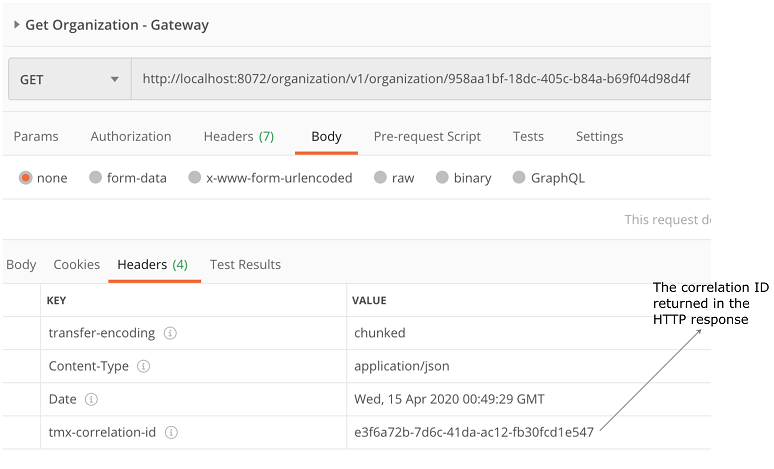 Get Organization - Gateway
GET http://localhost:8072/organization/v1/organization/958aa1bf-18dc-405c-b84a-b69f04d98d4f
Params Authorization Headers (7) Body Pre-request Script Tests Settings
none form-data x-www-form-urlencoded raw binary GraphQL
This request d
Body Cookies Headers (4) Test Results
The correlation ID
returned in the
HTTP response
KEY VALUE
transfer-encoding chunked
Content-Type application/json
Date Wed, 15 Apr 2020 00:49:29 GMT
tmx-correlation-id e3f6a72b-7d6c-41da-ac12-fb30fcd1e547